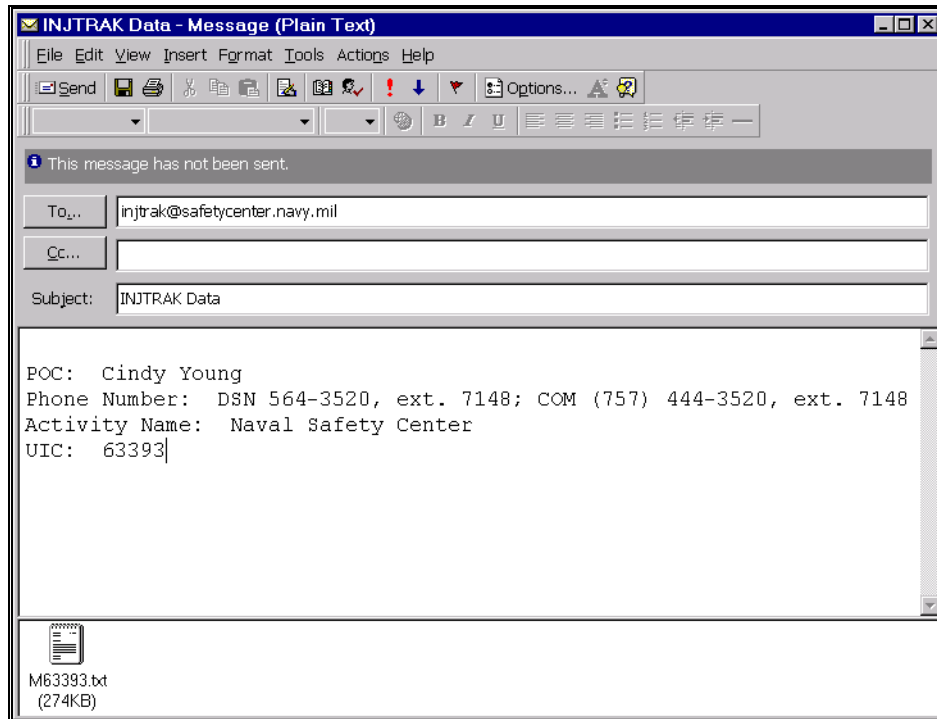 INJTRAK Data - Message (Plain Text)
File Edit View Insert Format Tools Actions Help
Send Options...
B I U
This message has not been sent.
To... injtrak@safetycenter.navy.mil
Cc...
Subject: INJTRAK Data
POC: Cindy Young
Phone Number: DSN 564-3520, ext. 7148; COM (757) 444-3520, ext. 7148
Activity Name: Naval Safety Center
UIC: 63393
M63393.txt
(274KB)